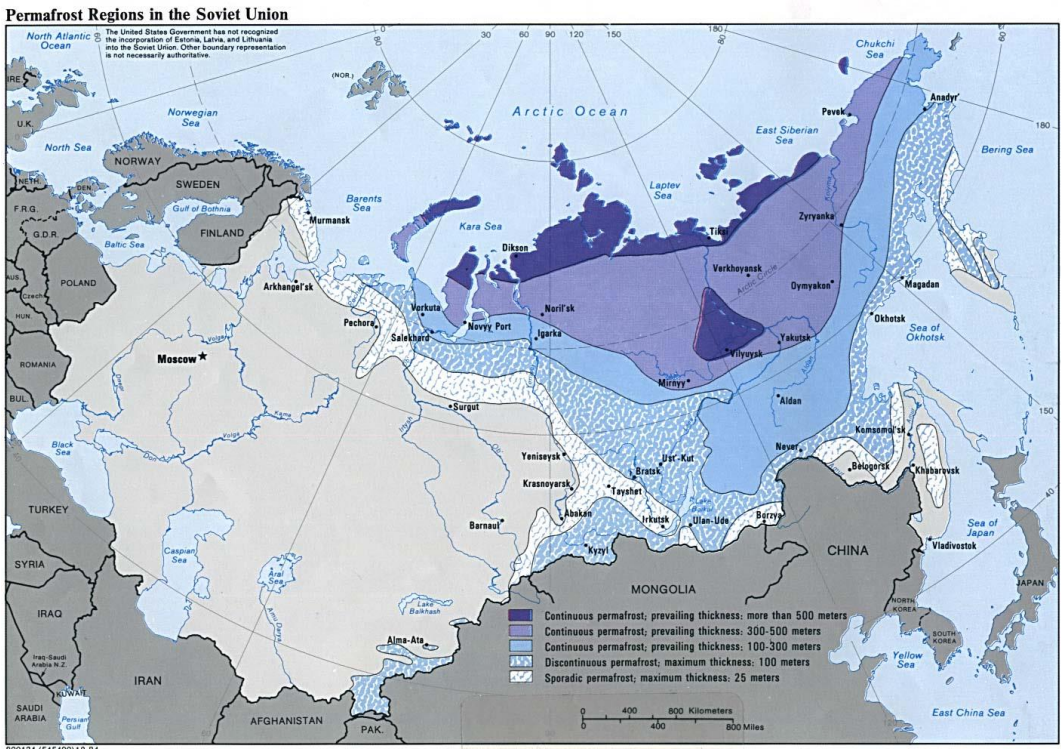 Permafrost Regions in the Soviet Union
The United States Government has not recognized
the incorporation of Estonia, Latvia, and Lithuania
into the Soviet Union. Other boundary representation
is not necessarily authoritative.
North Atlantic
Ocean
30
60
90
120
150
180
Chukchi
Sea
(NOR.)
IRE.
U.K.
Norwegian
Sea
Arctic Ocean
Pevek
Anadyr'
180
East Siberian
Sea
Bering Sea
North Sea
NORWAY
SWEDEN
NETH.
DEN.
Barents
Sea
Laptev
Sea
F.R.G.
G.D.R.
Gulf of Bothnia
FINLAND
Murmansk
Kara Sea
Zyryanka
Tiksi
Baltic Sea
Dikson
Verkhoyansk
Arctic Circle
AUS.
Czech.
POLAND
Arkhangel'sk
Oymyakon
Magadan
HUN.
Vorkuta
Noril'sk
Pechora
Novyy Port
Okhotsk
Sea of
Okhotsk
Salekhard
Igarka
Yakutsk
ROMANIA
Moscow
Volga
Vilyuysk
Mirnyy
BUL.
Aldan
Surgut
150
Kama
Black
Sea
Volga
Irtysh
Ob'
Never
Komsomol'sk
Yeniseysk
Ust'-Kut
Bratsk
Belogorsk
Khabarovsk
Krasnoyarsk
Tayshet
TURKEY
Barnaul
Abakan
Irkutsk
Ulan-Ude
Borzya
Sea of
Japan
Caspian
Sea
Kyzyl
CHINA
Vladivostok
SYRIA
Aral
Sea
MONGOLIA
JAPAN
Lake
Balkhash
NORTH
KOREA
IRAQ
Amu Darya
Continuous permafrost; prevailing thickness: more than 500 meters
Continuous permafrost; prevailing thickness: 300-500 meters
Continuous permafrost; prevailing thickness: 100-300 meters
Discontinuous permafrost; maximum thickness: 100 meters
Sporadic permafrost; maximum thickness: 25 meters
SOUTH
KOREA
Alma-Ata
Yellow
Sea
Iraq-Saudi
Arabia N.Z.
KUWAIT
IRAN
SAUDI
ARABIA
Persian
Gulf
AFGHANISTAN
PAK.
0 400 800 Kilometers
0 400 800 Miles
East China Sea